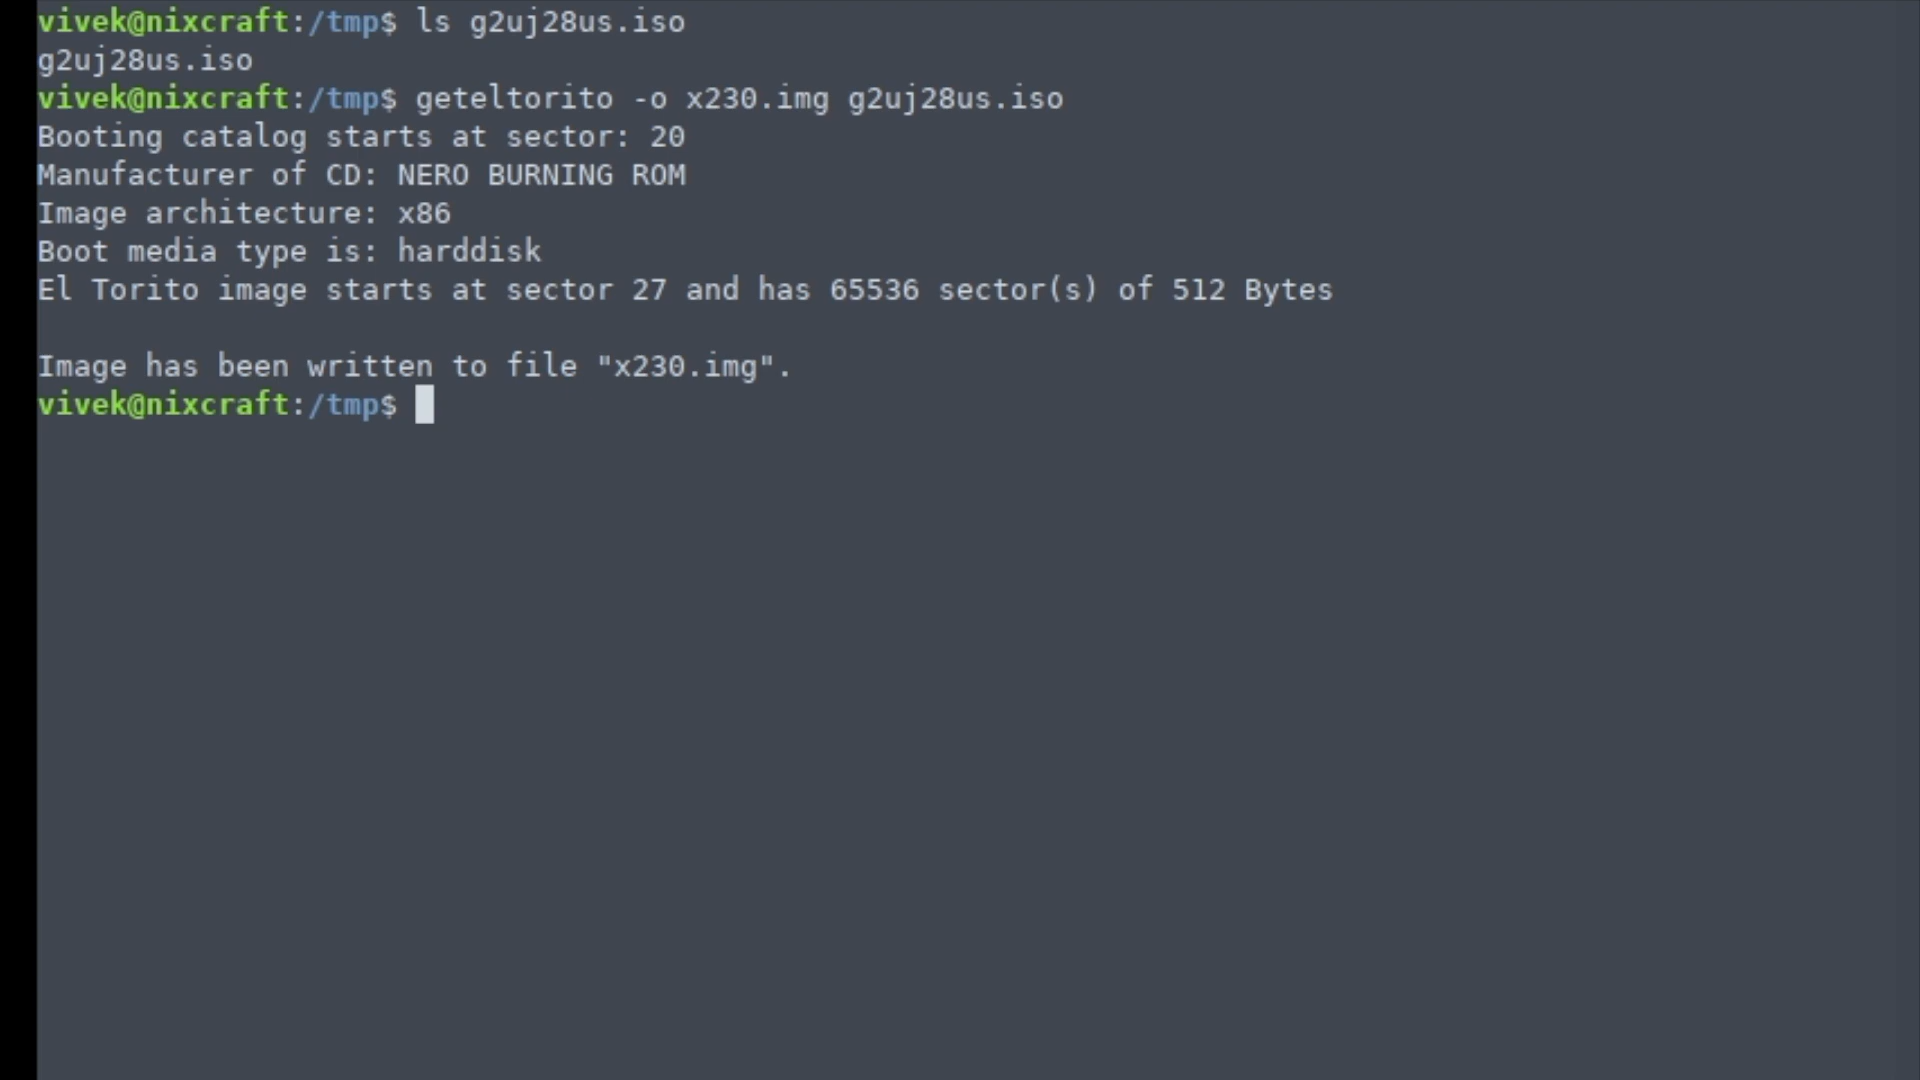 vivek@nixcraft:/tmp$ ls g2uj28us.iso
g2uj28us.iso
vivek@nixcraft:/tmp$ geteltorito -o x230.img g2uj28us.iso
Booting catalog starts at sector: 20
Manufacturer of CD: NERO BURNING ROM
Image architecture: x86
Boot media type is: harddisk
El Torito image starts at sector 27 and has 65536 sector(s) of 512 Bytes
Image has been written to file "x230.img".
vivek@nixcraft:/tmp$